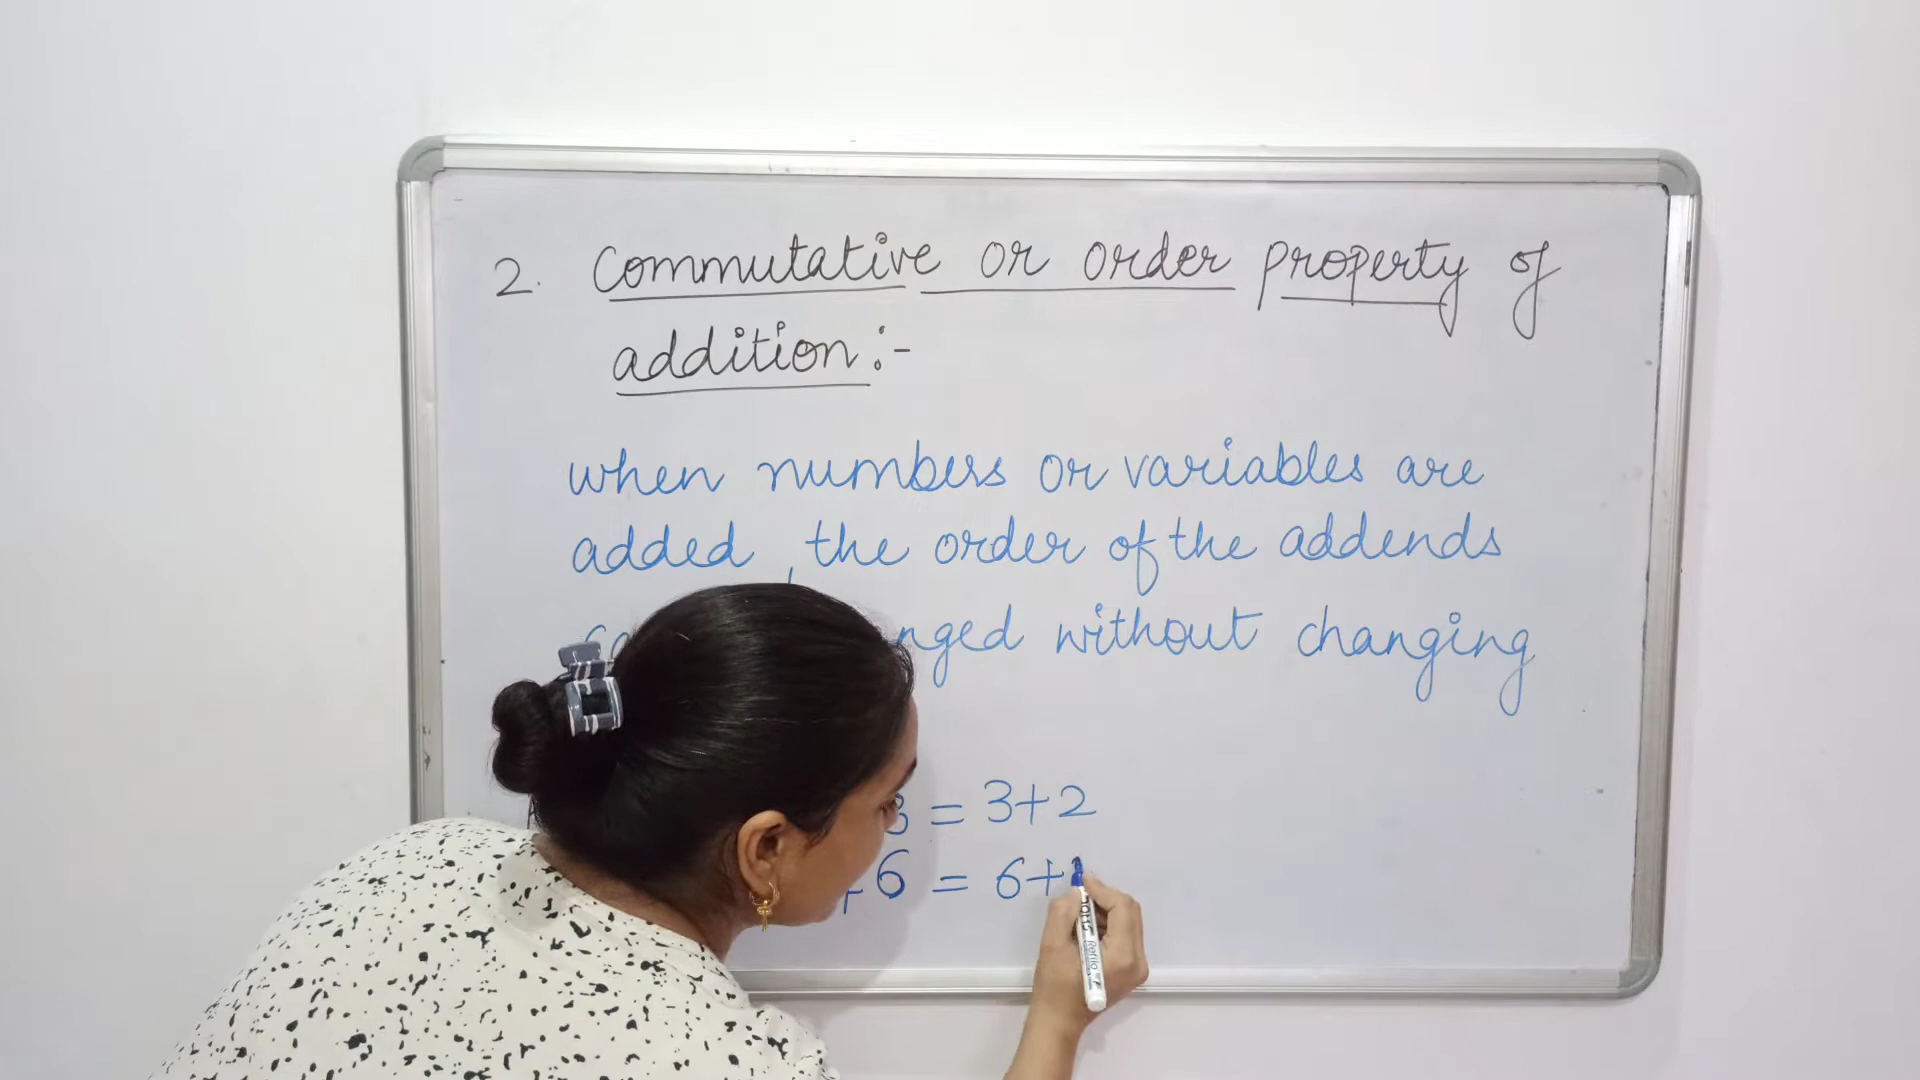 2. Commutative or order property of
addition:-
when numbers or variables are
added, the order of the addends
without changing
3 = 3+2
+6 = 6+